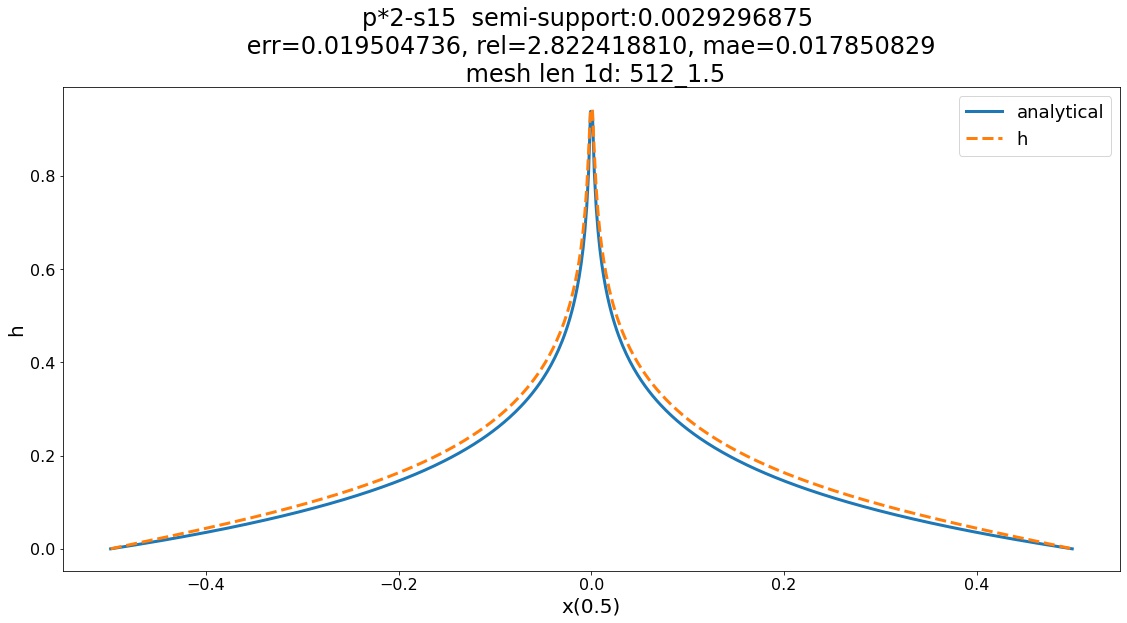 p*2-s15 semi-support:0.0029296875
err=0.019504736, rel=2.822418810, mae=0.017850829
mesh len 1d: 512_1.5
analytical
h
h
0.8
0.6
0.4
0.2
0.0
−0.4
−0.2
0.0
0.2
0.4
x(0.5)